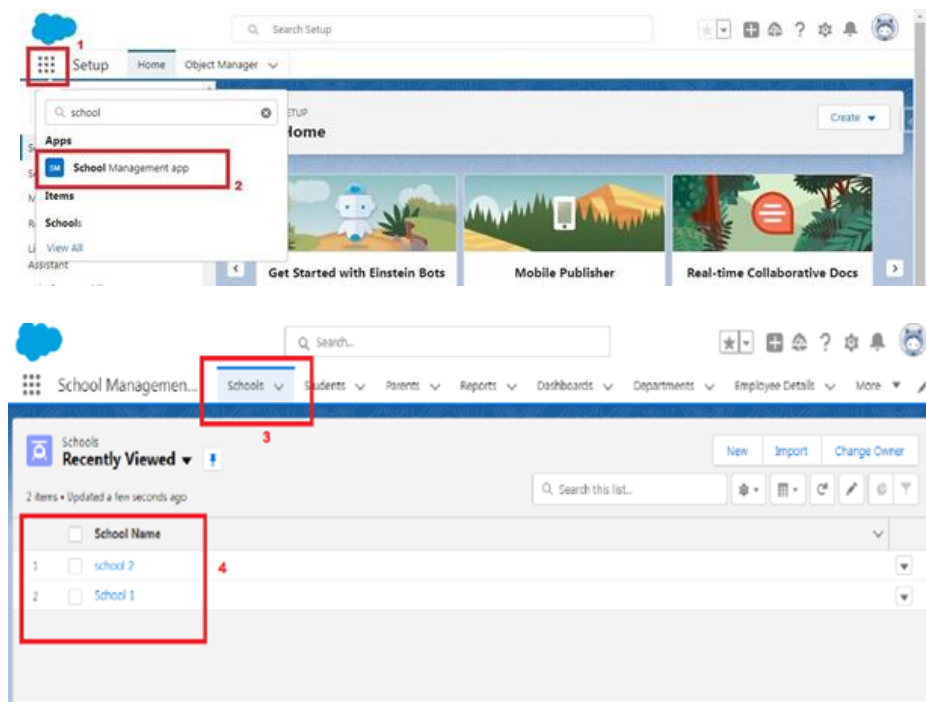 Search Setup
1
Setup Home Object Manager
school
SETUP
Home
Create
Apps
School Management app
2
Items
Schools
View All
Assistant
Get Started with Einstein Bots
Mobile Publisher
Real-time Collaborative Docs
Search...
School Managemen... Schools Students Parents Reports Dashboards Departments Employee Details More
3
Schools
Recently Viewed
New Import Change Owner
2 items • Updated a few seconds ago
Search this list...
School Name
1 school 2
4
2 School 1